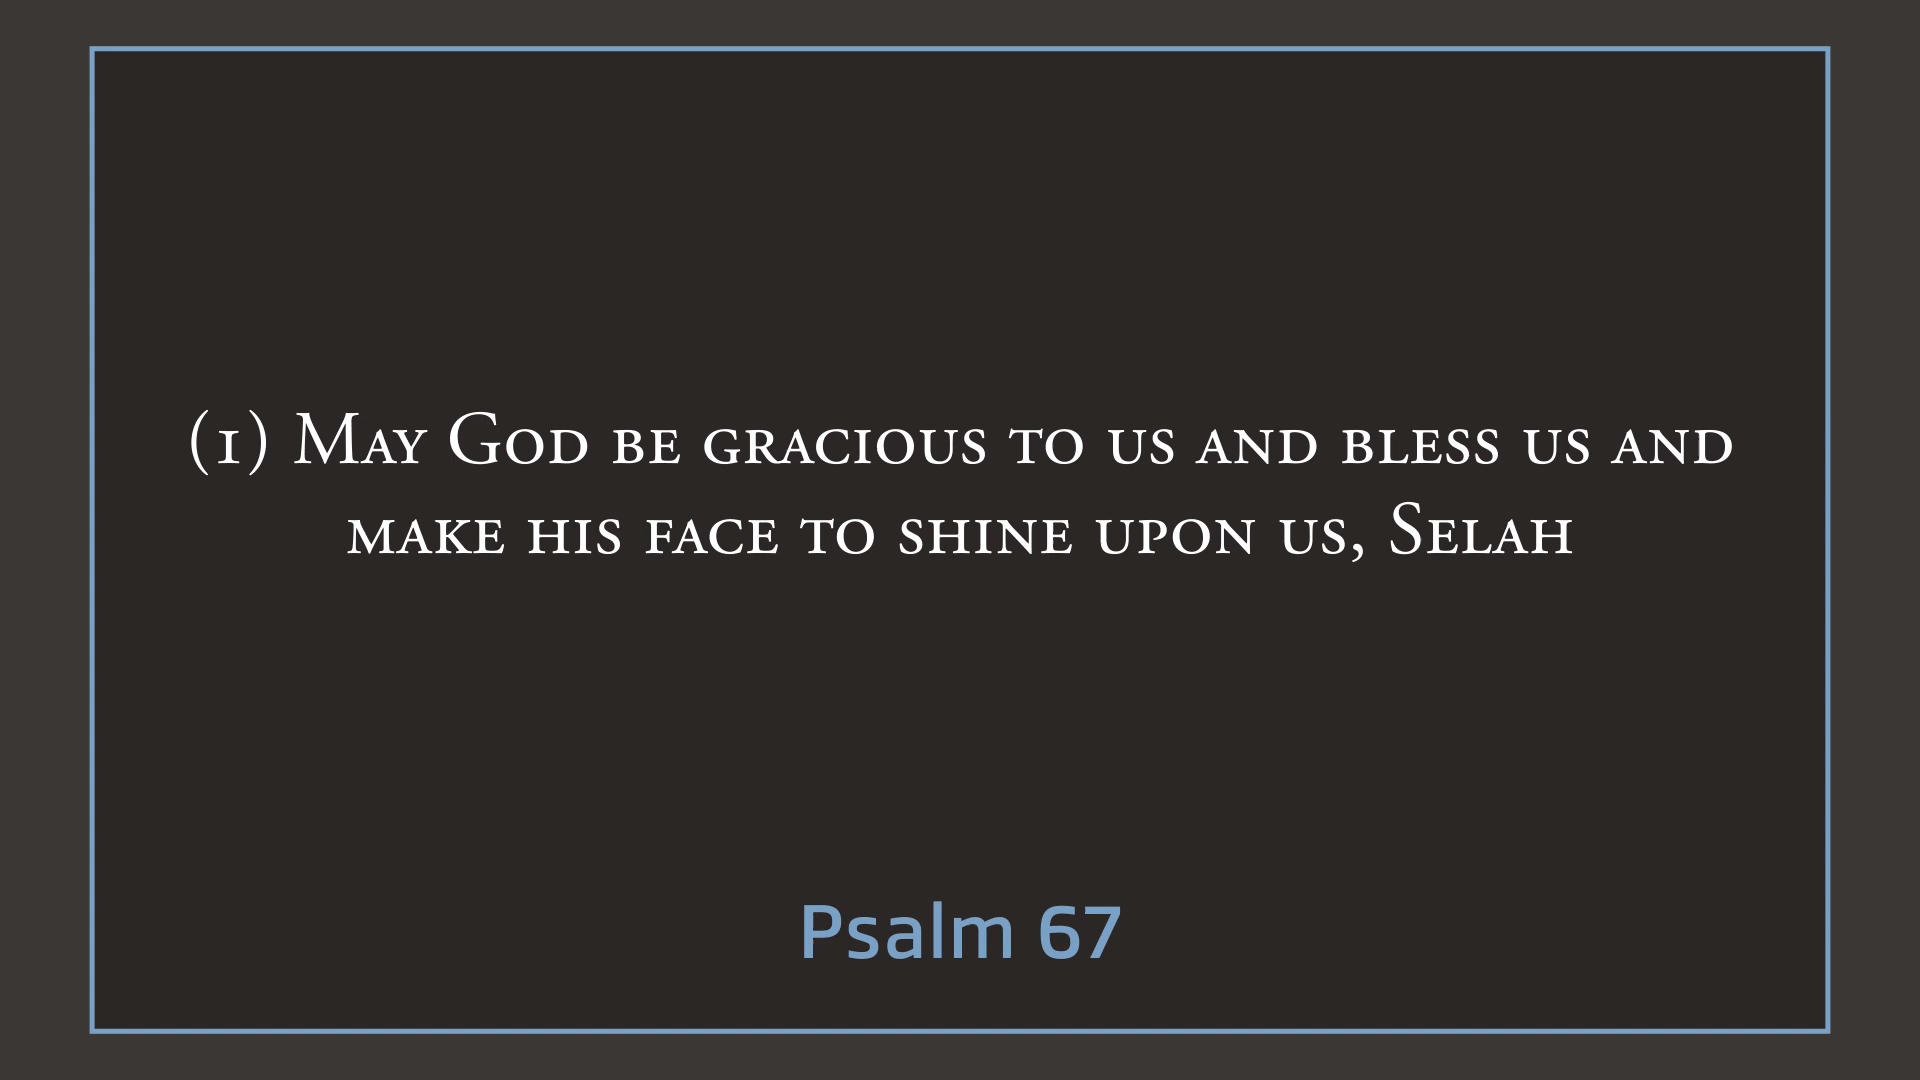 (1) May God be gracious to us and bless us and
make his face to shine upon us, Selah
Psalm 67